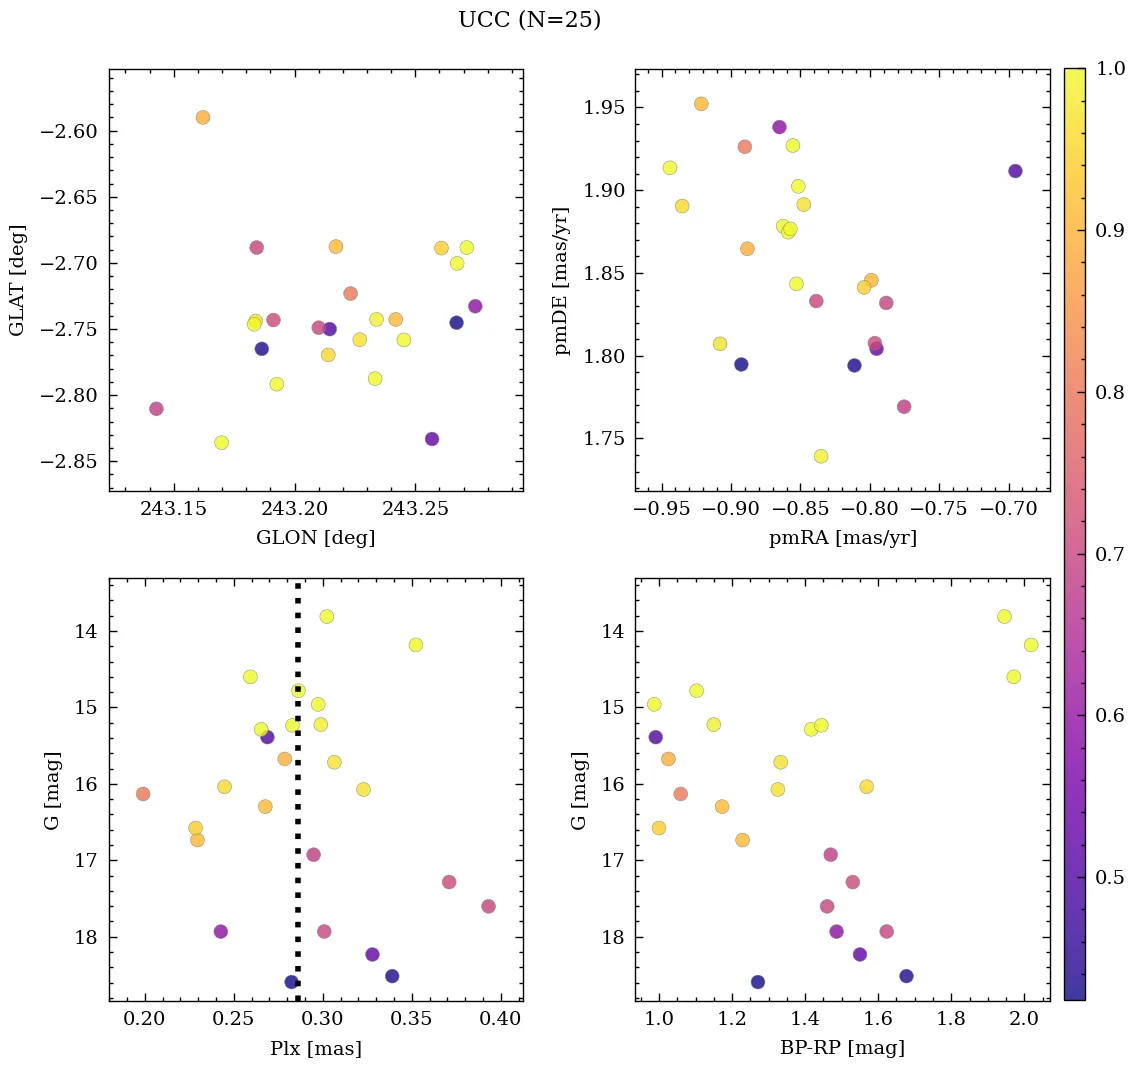 UCC (N=25)
−2.60
−2.65
−2.70
−2.75
−2.80
−2.85
GLAT [deg]
243.15 243.20 243.25
GLON [deg]
1.95
1.90
1.85
1.80
1.75
pmDE [mas/yr]
−0.95 −0.90 −0.85 −0.80 −0.75 −0.70
pmRA [mas/yr]
1.0
0.9
0.8
0.7
0.6
0.5
14
15
16
17
18
G [mag]
0.20 0.25 0.30 0.35 0.40
Plx [mas]
14
15
16
17
18
G [mag]
1.0 1.2 1.4 1.6 1.8 2.0
BP-RP [mag]